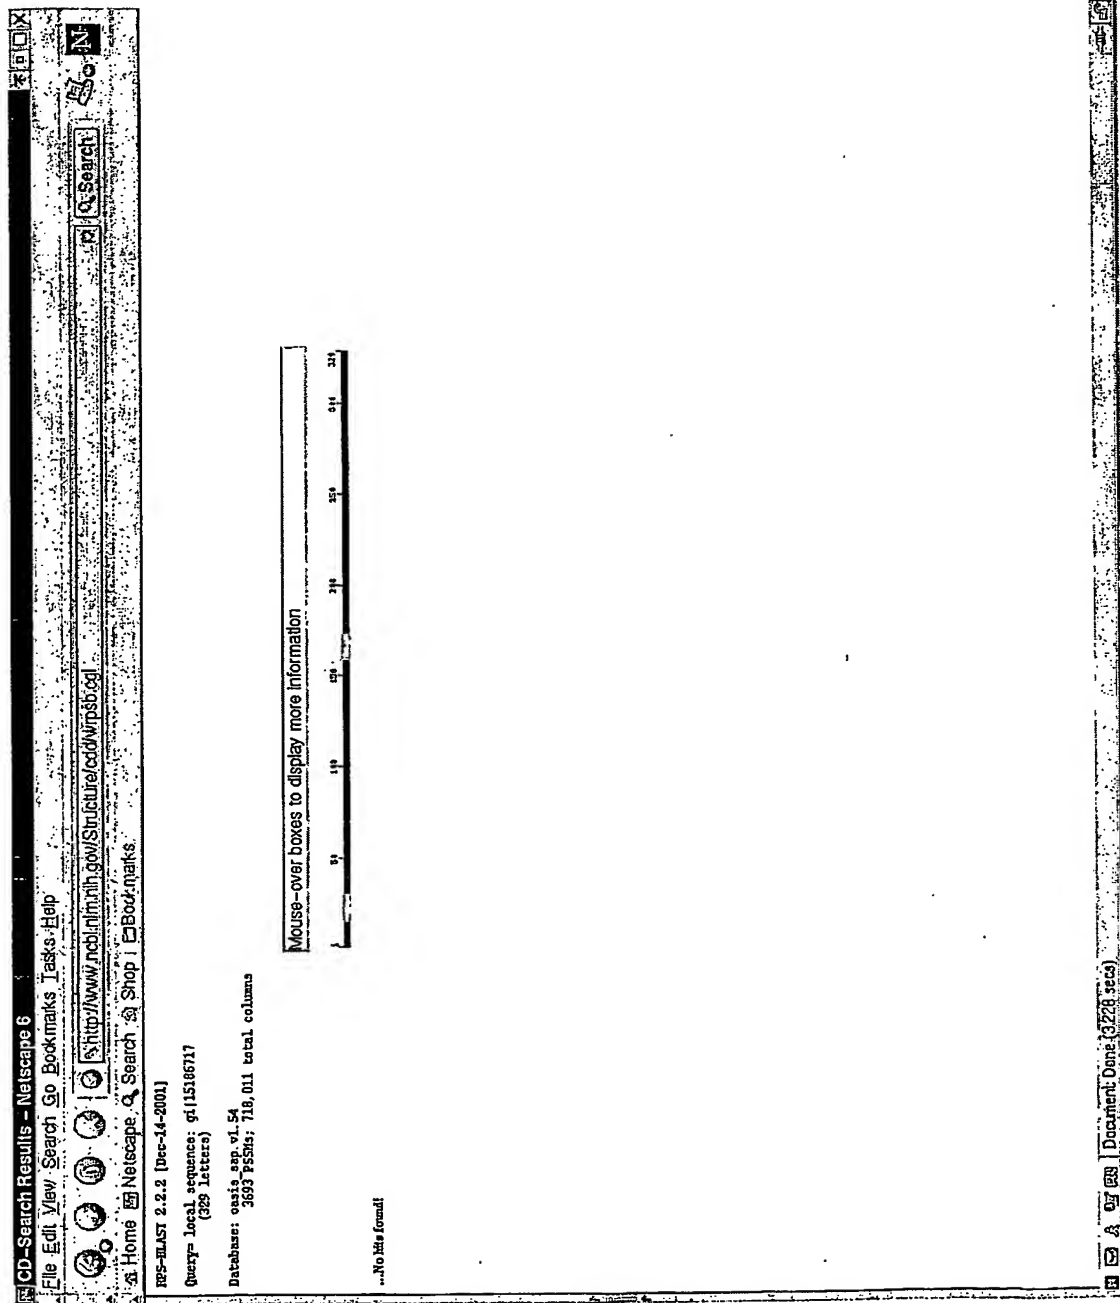 CD-Search Results - Netscape 6
File Edit View Search Go Bookmarks Tasks Help
http://www.ncbi.nlm.nih.gov/Structure/cdd/wrpsb.cgi
Search
N
Home Netscape Search Shop Bookmarks
RPS-BLAST 2.2.2 [Dec-14-2001]
Query= local sequence: gi|15186717
(329 letters)
Database: oasis_sap.v1.54
3693 PSSMs; 718,011 total columns
Mouse-over boxes to display more information
1 50 100 150 200 250 300 329
...No hits found!
Document: Done (3.228 secs)